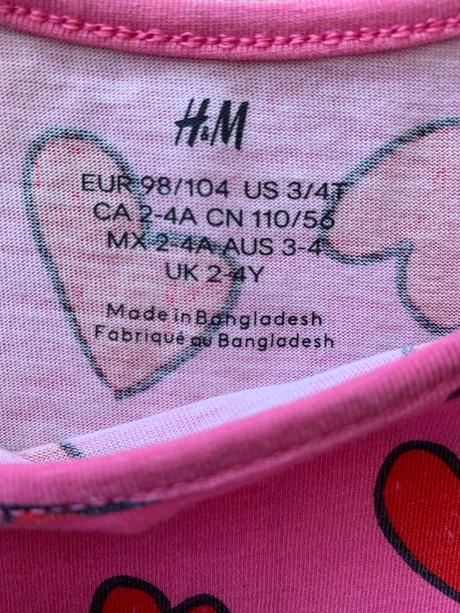 H&M
EUR 98/104 US 3/4T
CA 2-4A CN 110/56
MX 2-4A AUS 3-4
UK 2-4Y
Made in Bangladesh
Fabriqué au Bangladesh